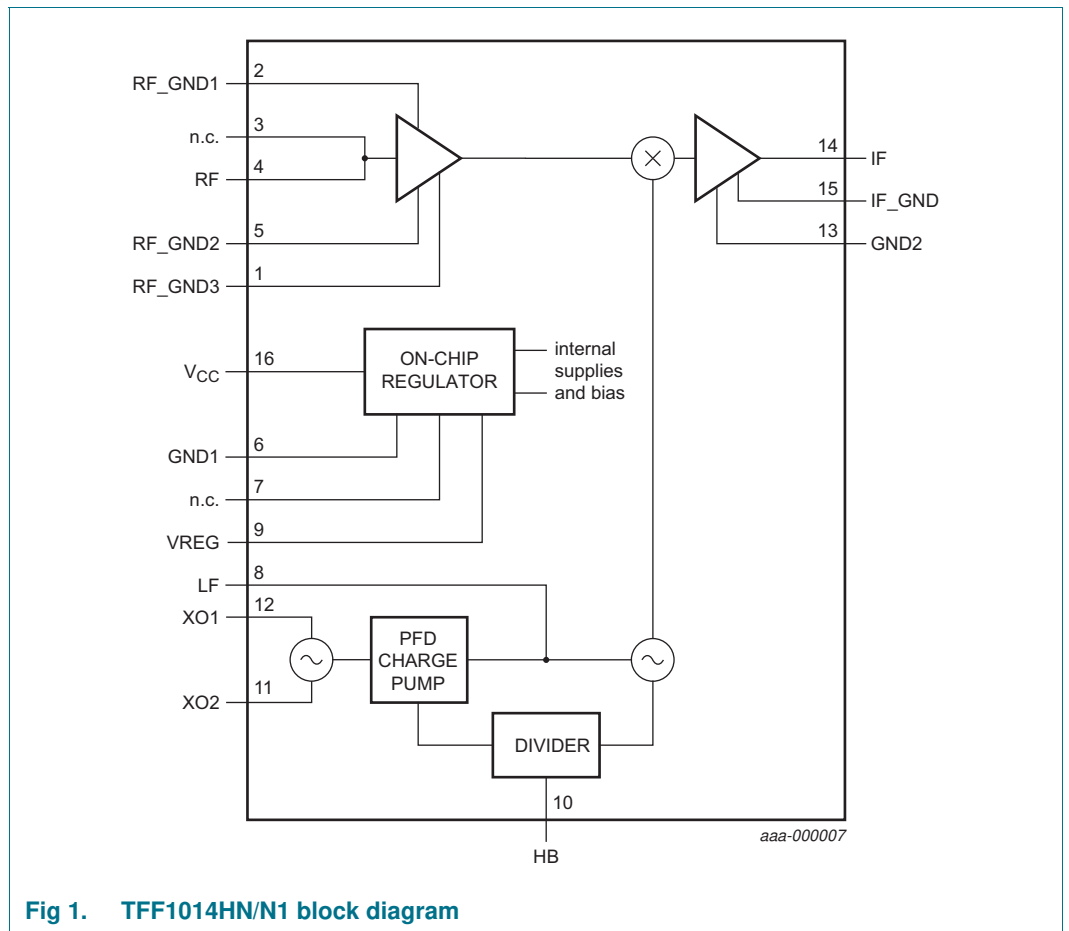 RF_GND1
2
n.c.
3
RF
4
RF_GND2
5
RF_GND3
1
14
IF
15
IF_GND
13
GND2
VCC
16
ON-CHIP
REGULATOR
internal
supplies
and bias
GND1
6
n.c.
7
VREG
9
LF
8
XO1
12
XO2
11
PFD
CHARGE
PUMP
DIVIDER
10
HB
aaa-000007
Fig 1. TFF1014HN/N1 block diagram